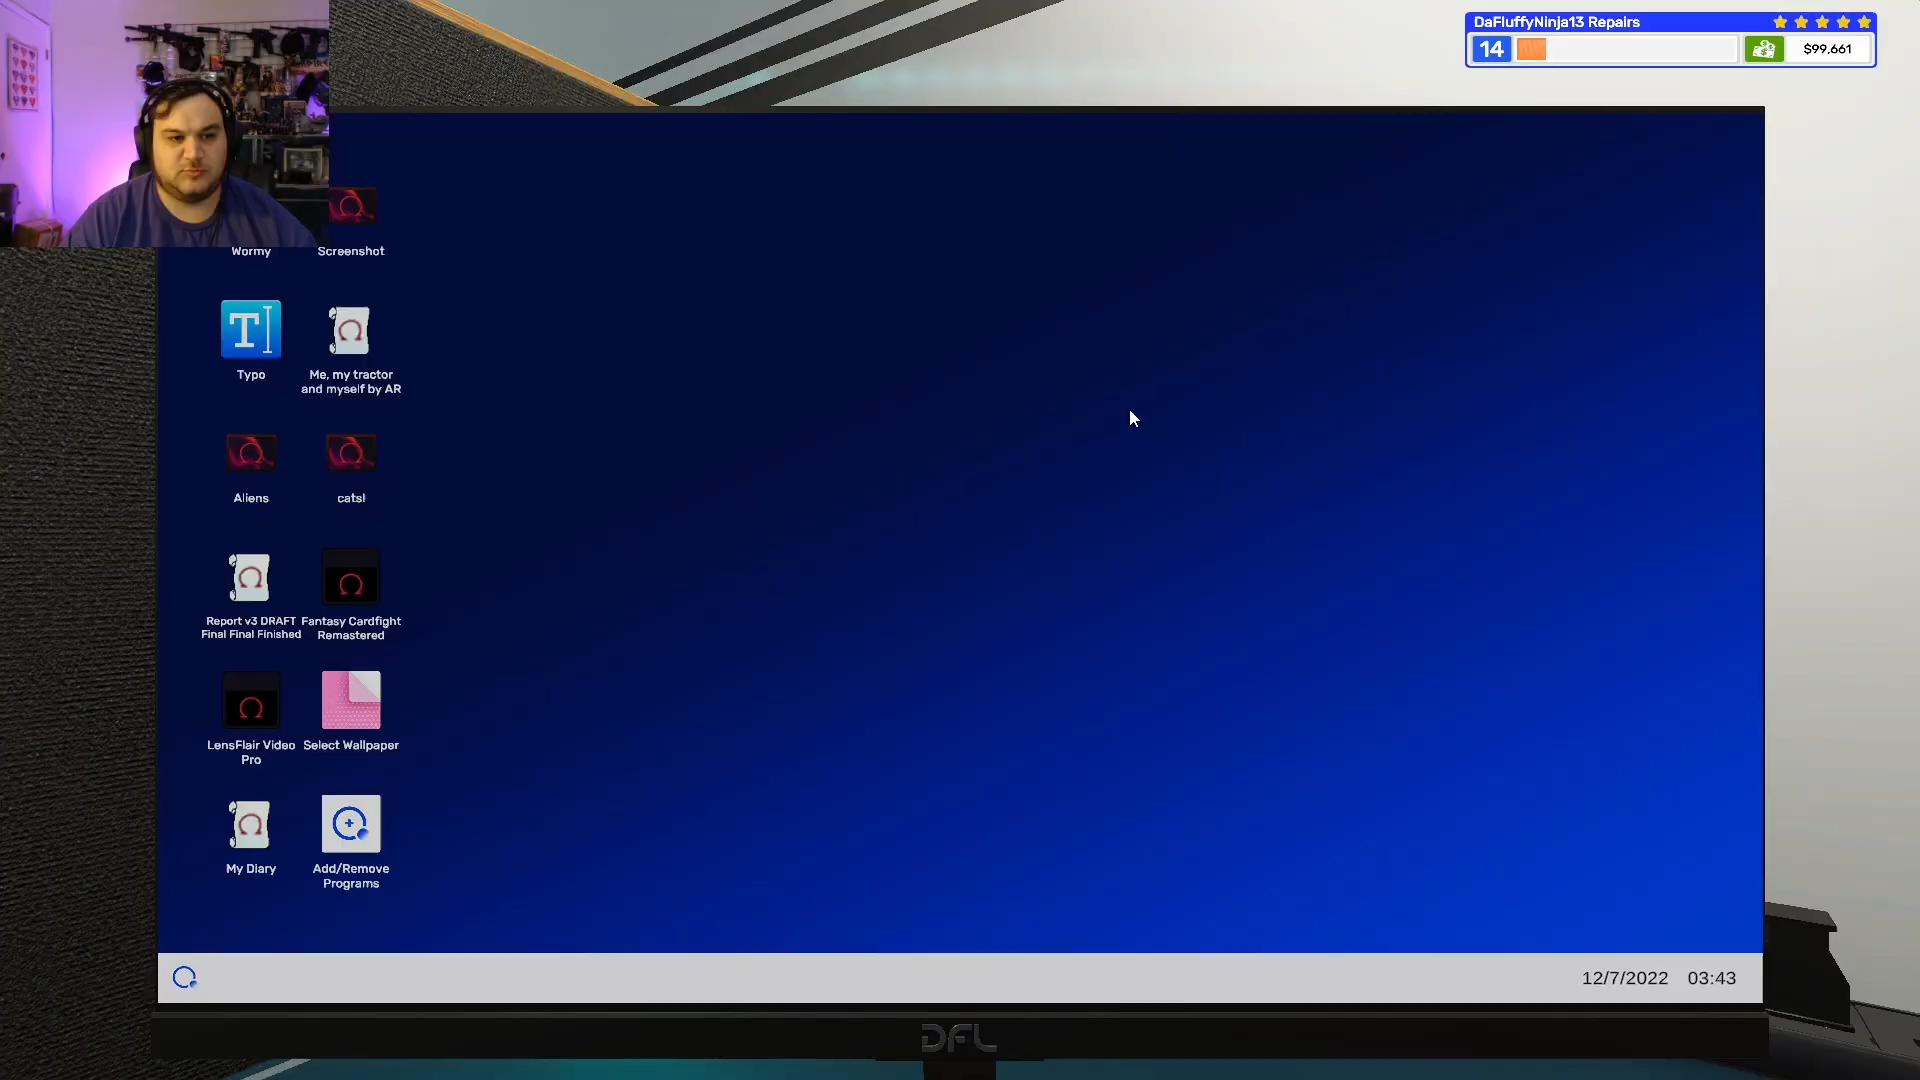 DaFluffyNinja13 Repairs
14
$99,661
Wormy
Screenshot
Typo
Me, my tractor
and myself by AR
Aliens
cats!
Report v3 DRAFT
Final Final Finished
Fantasy Cardfight
Remastered
LensFlair Video
Pro
Select Wallpaper
My Diary
Add/Remove
Programs
12/7/2022 03:43
DFL